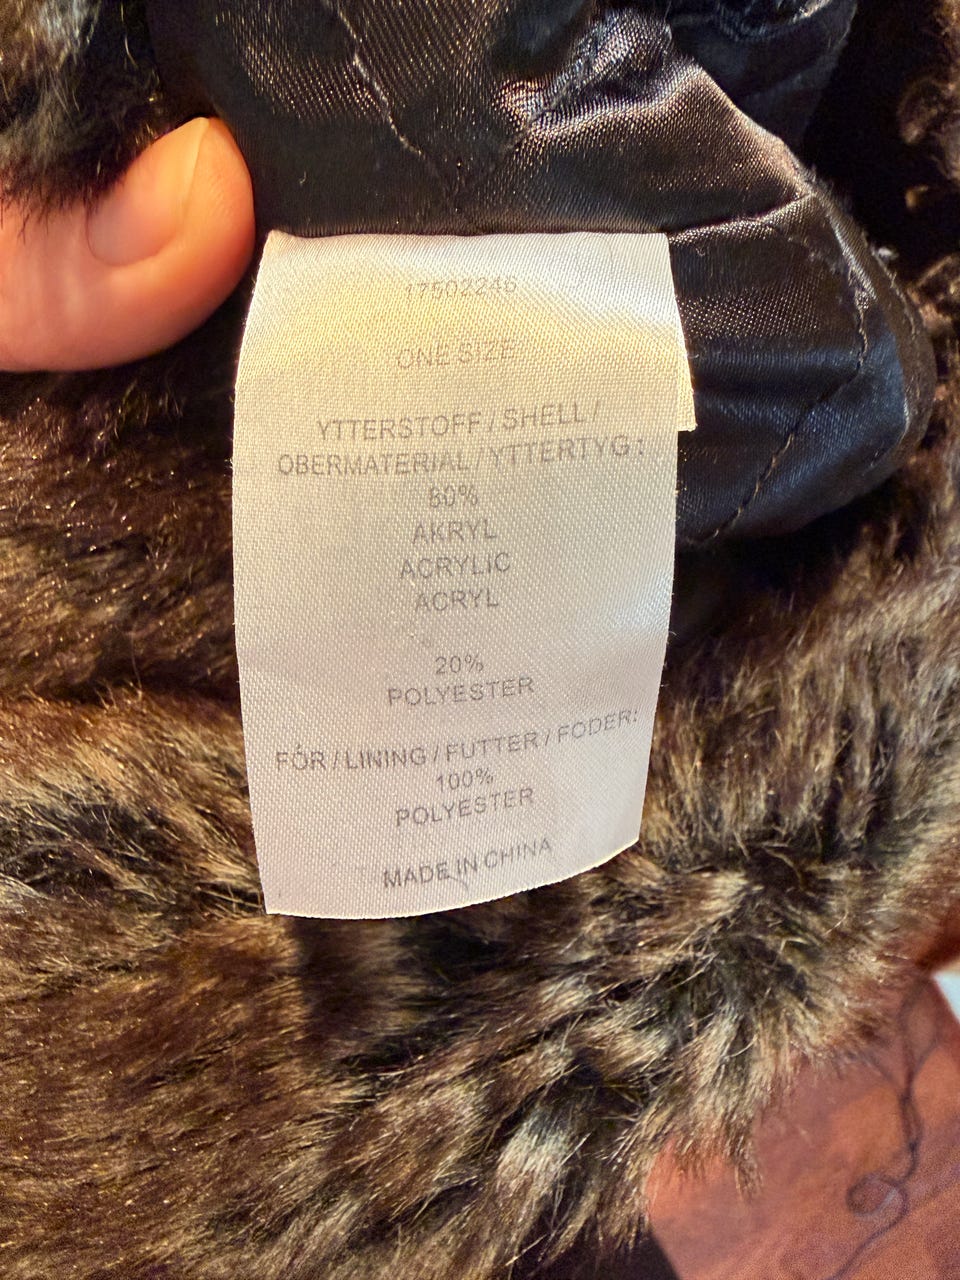 17502246
ONE SIZE
YTTERSTOFF / SHELL /
OBERMATERIAL / YTTERTYG :
80%
AKRYL
ACRYLIC
ACRYL
20%
POLYESTER
FÓR / LINING / FUTTER / FODER:
100%
POLYESTER
MADE IN CHINA